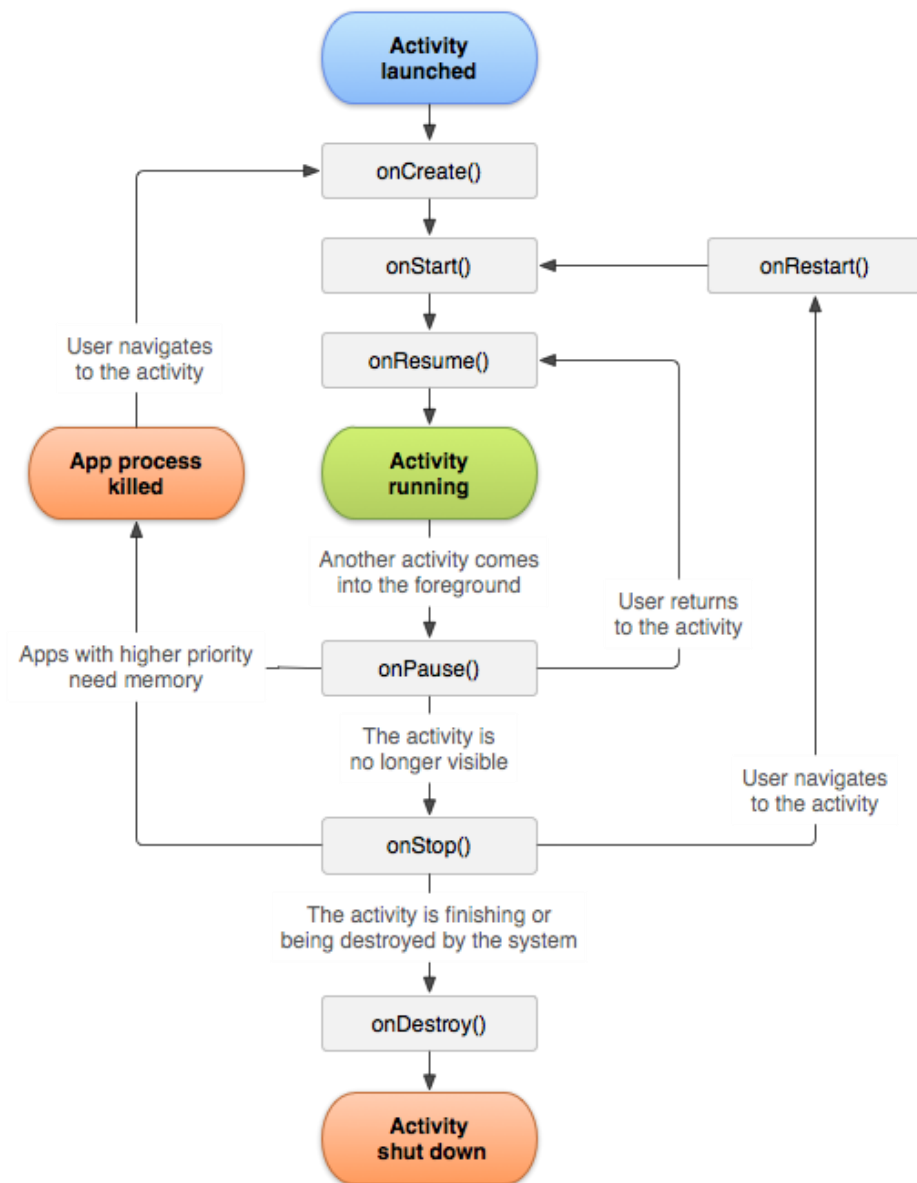 Activity
launched
onCreate()
onStart()
onRestart()
User navigates
to the activity
onResume()
App process
killed
Activity
running
Another activity comes
into the foreground
User returns
to the activity
Apps with higher priority
need memory
onPause()
The activity is
no longer visible
User navigates
to the activity
onStop()
The activity is finishing or
being destroyed by the system
onDestroy()
Activity
shut down